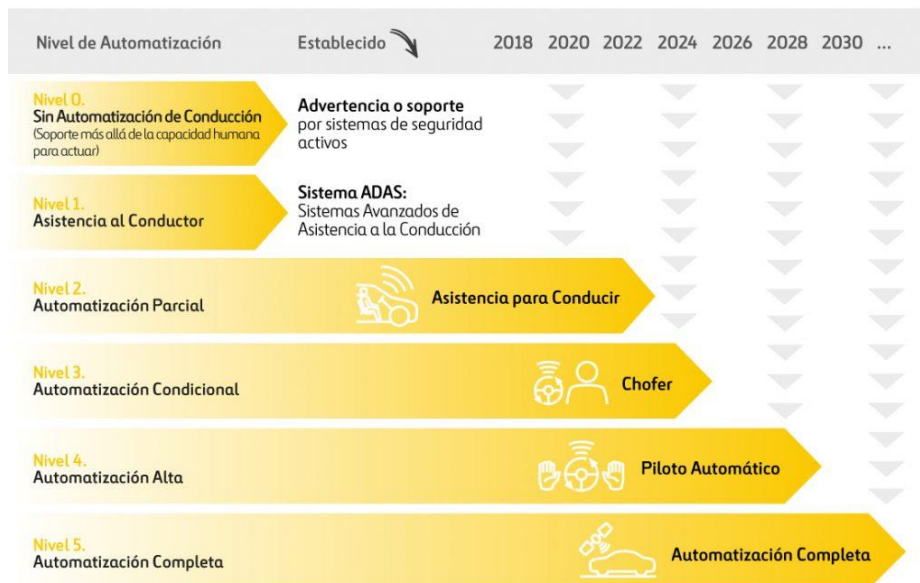 Nivel de Automatización
Establecido
2018 2020 2022 2024 2026 2028 2030 ...
Nivel 0.
Sin Automatización de Conducción
(Soporte más allá de la capacidad humana
para actuar)
Advertencia o soporte
por sistemas de seguridad
activos
Nivel 1.
Asistencia al Conductor
Sistema ADAS:
Sistemas Avanzados de
Asistencia a la Conducción
Nivel 2.
Automatización Parcial
Asistencia para Conducir
Nivel 3.
Automatización Condicional
Chofer
Nivel 4.
Automatización Alta
Piloto Automático
Nivel 5.
Automatización Completa
Automatización Completa